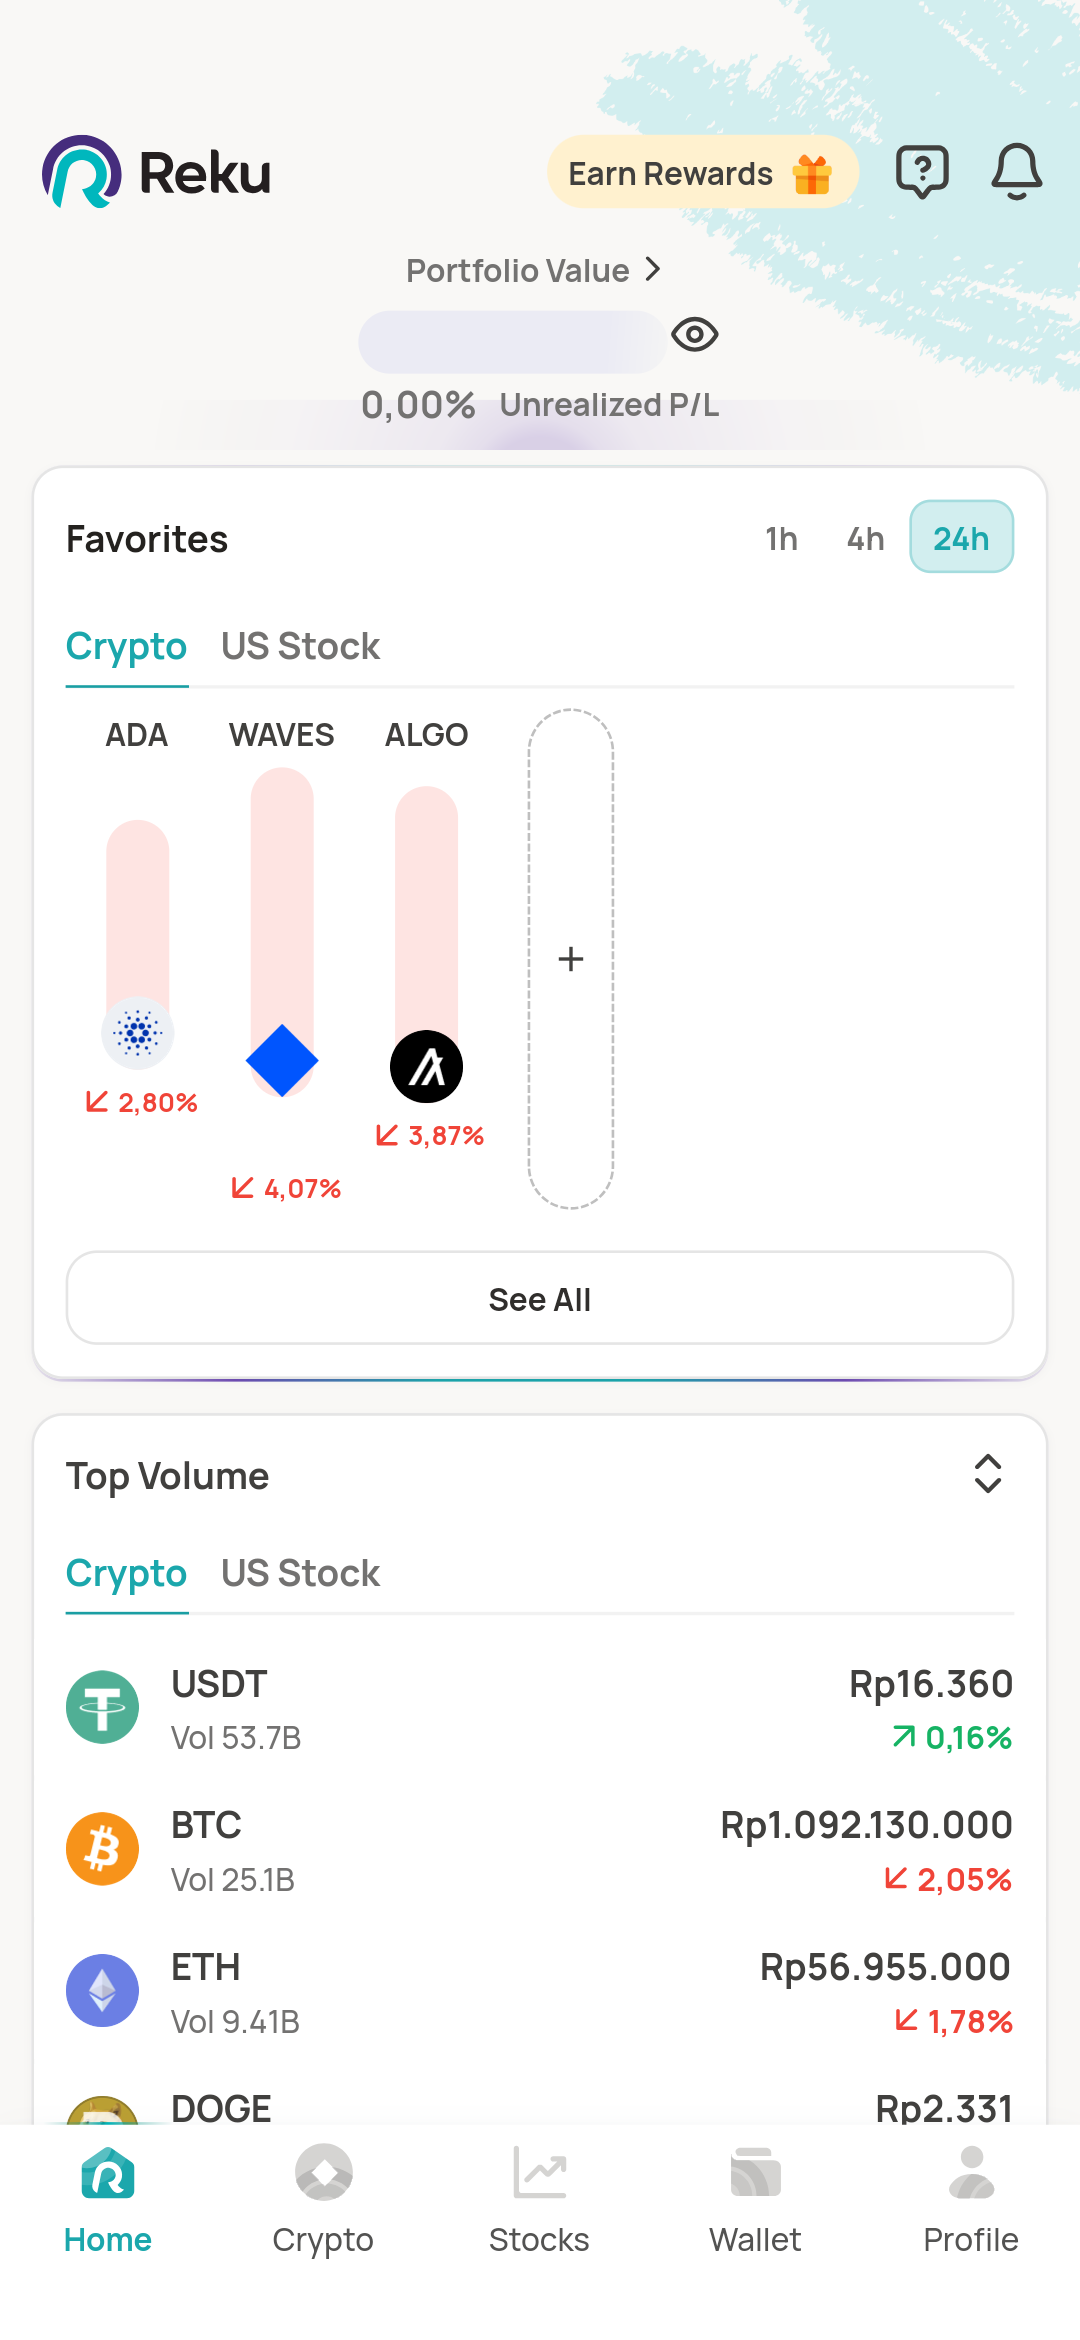 Reku
Earn Rewards
Portfolio Value
0,00% Unrealized P/L
Favorites
1h 4h 24h
Crypto US Stock
ADA WAVES ALGO
2,80%
3,87%
4,07%
+
See All
Top Volume
Crypto US Stock
USDT Rp16.360
Vol 53.7B 0,16%
BTC Rp1.092.130.000
Vol 25.1B 2,05%
ETH Rp56.955.000
Vol 9.41B 1,78%
DOGE Rp2.331
Home Crypto Stocks Wallet Profile